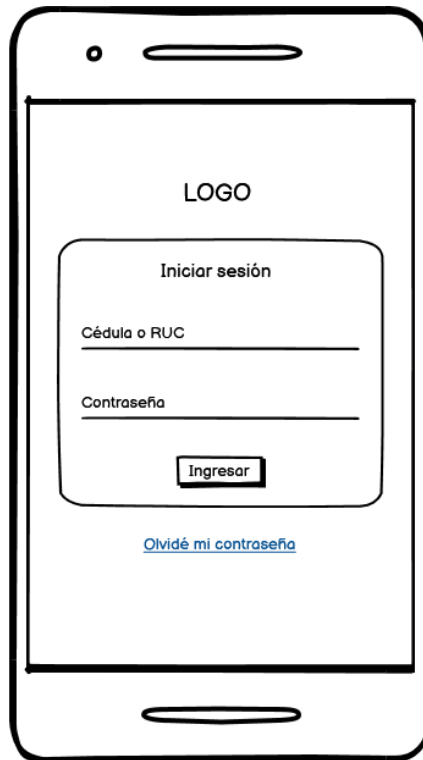 LOGO
Iniciar sesión
Cédula o RUC
Contraseña
Ingresar
Olvidé mi contraseña